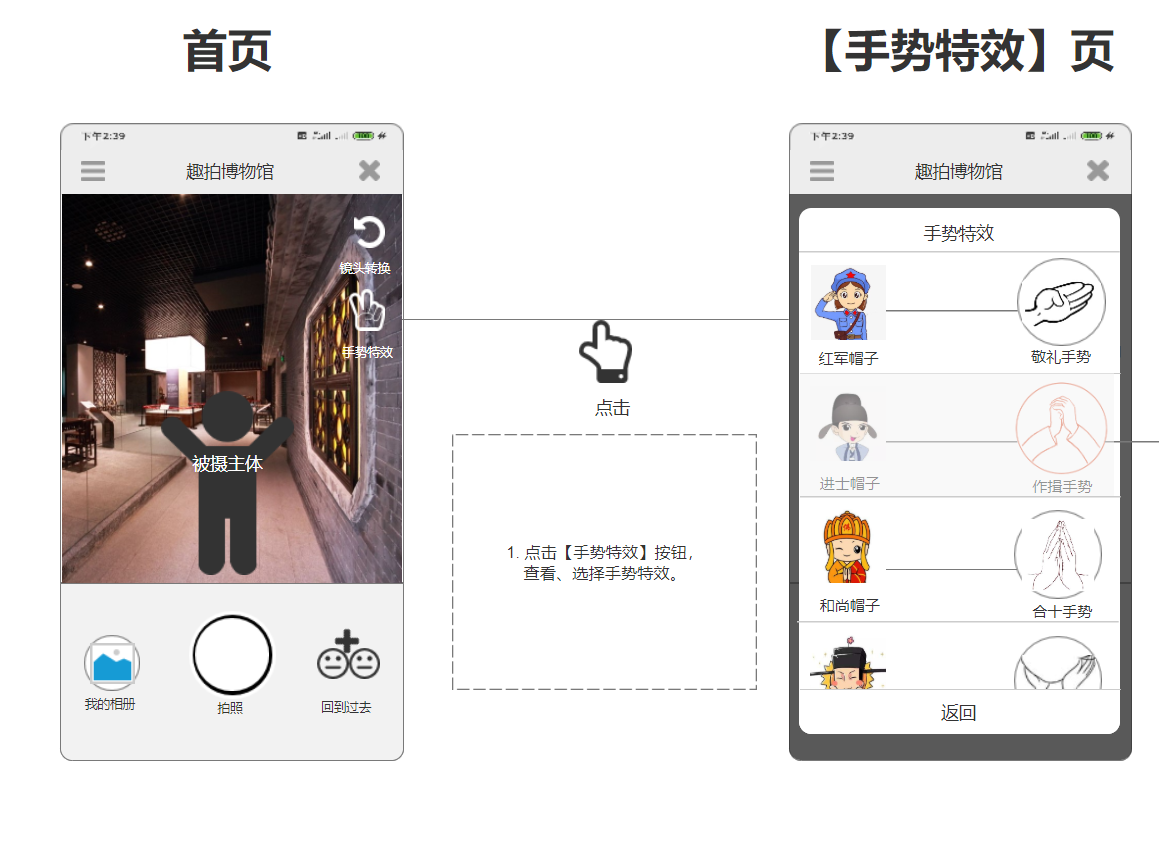 首页
【手势特效】页
下午2:39
趣拍博物馆
镜头转换
手势特效
被摄主体
我的相册
拍照
回到过去
点击
1. 点击【手势特效】按钮，
查看、选择手势特效。
下午2:39
趣拍博物馆
手势特效
红军帽子
敬礼手势
进士帽子
作揖手势
和尚帽子
合十手势
返回